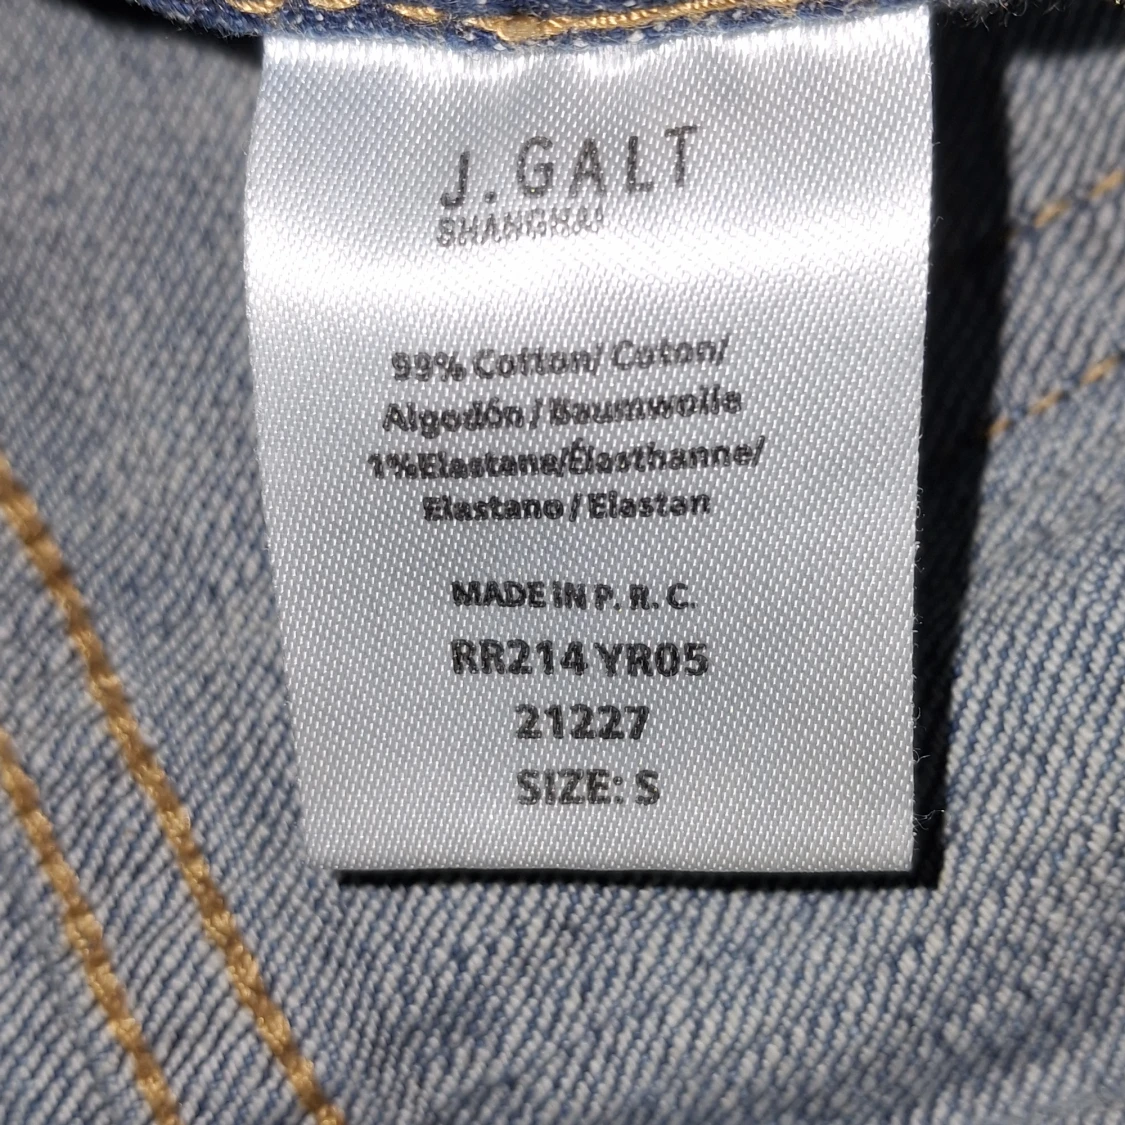 J.GALT
SHANGHAI
99% Cotton/ Coton/
Algodón / Baumwolle
1%Elastane/Élasthanne/
Elastano / Elastan
MADE IN P. R. C.
RR214 YR05
21227
SIZE: S